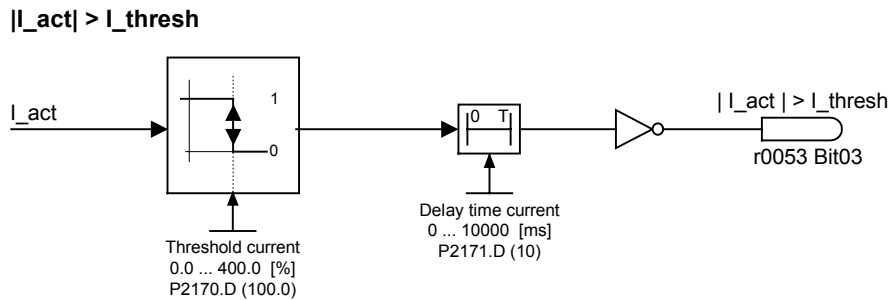 |I_act| > I_thresh
I_act
1
0
0 T
| I_act | > I_thresh
r0053 Bit03
Threshold current
0.0 ... 400.0 [%]
P2170.D (100.0)
Delay time current
0 ... 10000 [ms]
P2171.D (10)